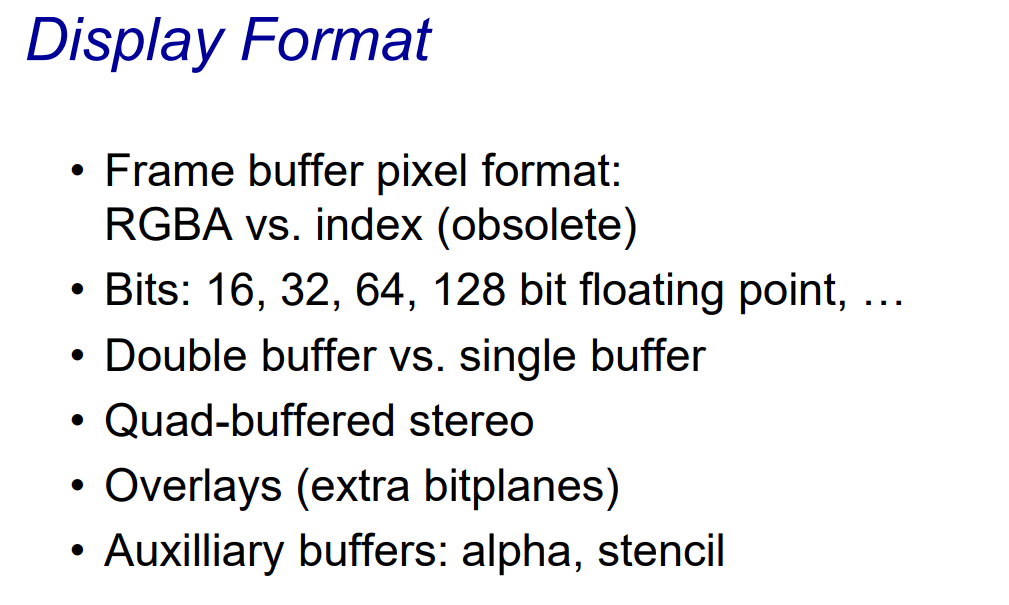 Display Format
• Frame buffer pixel format:
RGBA vs. index (obsolete)
• Bits: 16, 32, 64, 128 bit floating point, …
• Double buffer vs. single buffer
• Quad-buffered stereo
• Overlays (extra bitplanes)
• Auxilliary buffers: alpha, stencil